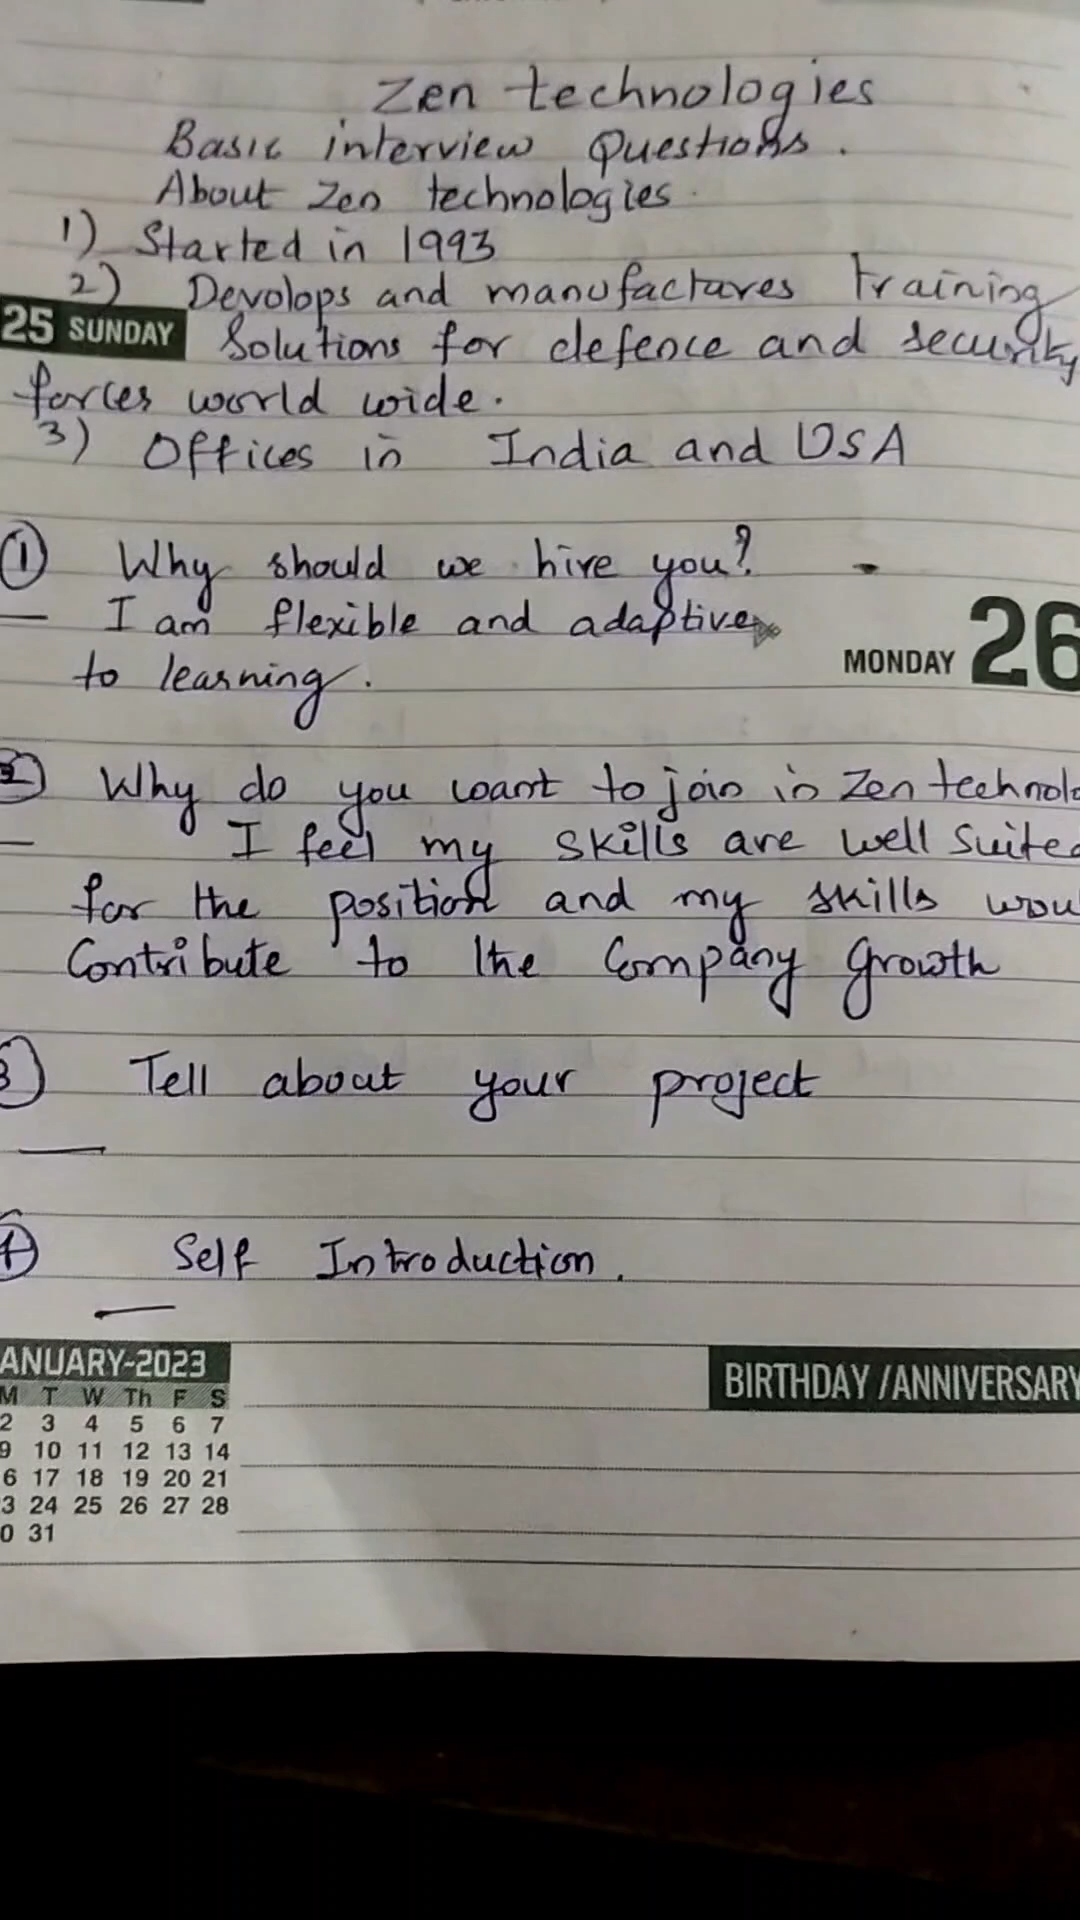 Zen technologies
Basic interview Questions.
About Zen technologies.
1) Started in 1993
2) Devolops and manufactares training
25 SUNDAY
Solutions for defence and security
forces world wide.
3) Offices in India and USA
1 Why should we hire you?
I am flexible and adaptive
to learning.
MONDAY 26
2 Why do you want to join in Zen technolo
I feel my skills are well suited
for the position and my skills wou
Contribute to the Company growth
3 Tell about your project
4 Self Introduction.
ANUARY-2023
BIRTHDAY /ANNIVERSARY
M T W Th F S
2 3 4 5 6 7
9 10 11 12 13 14
6 17 18 19 20 21
3 24 25 26 27 28
0 31